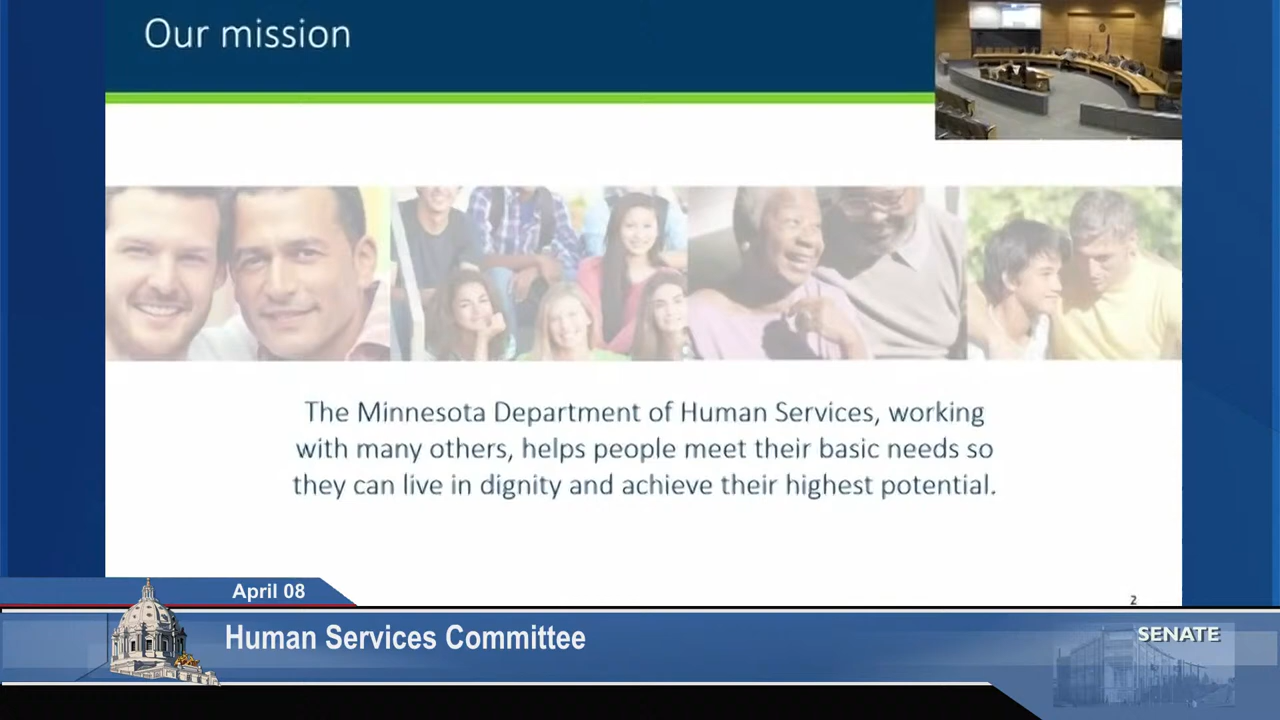 Our mission
The Minnesota Department of Human Services, working
with many others, helps people meet their basic needs so
they can live in dignity and achieve their highest potential.
2
April 08
Human Services Committee
SENATE